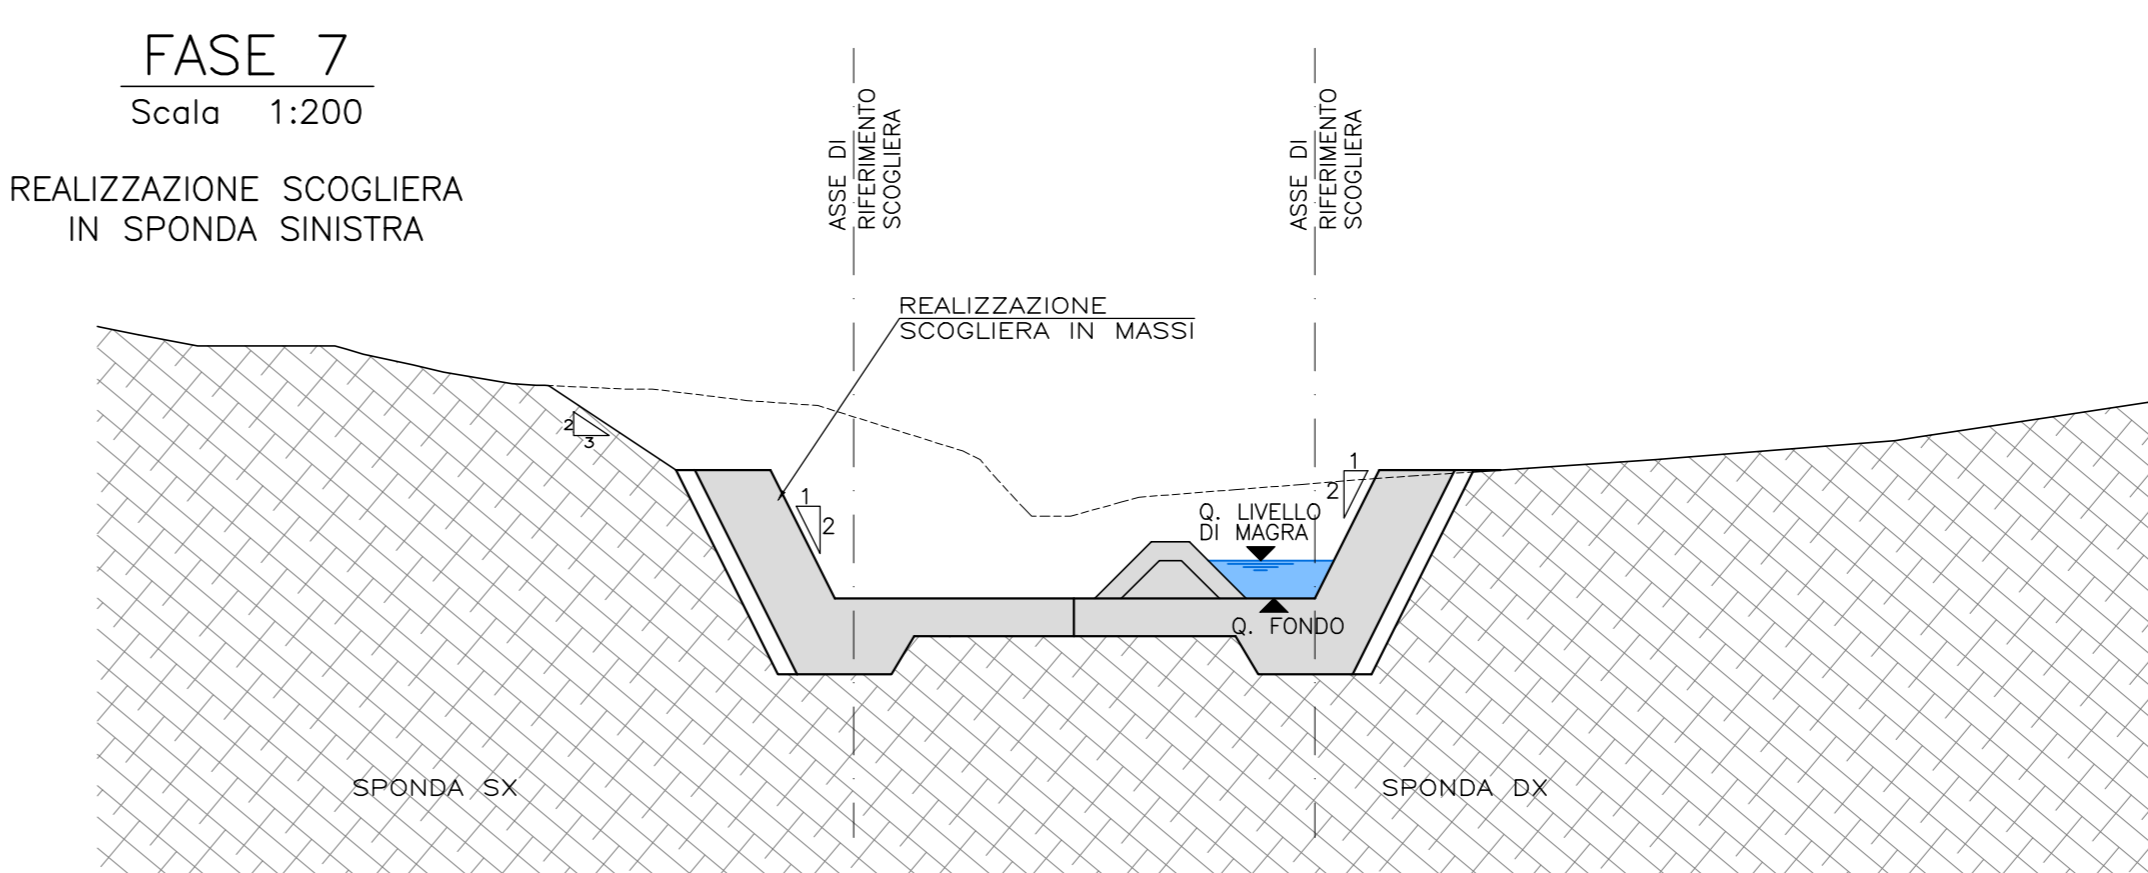 FASE 7
Scala 1:200
REALIZZAZIONE SCOGLIERA
IN SPONDA SINISTRA
ASSE DI
RIFERIMENTO
SCOGLIERA
ASSE DI
RIFERIMENTO
SCOGLIERA
REALIZZAZIONE
SCOGLIERA IN MASSI
2
3
1
2
1
2
Q. LIVELLO
DI MAGRA
Q. FONDO
SPONDA SX
SPONDA DX